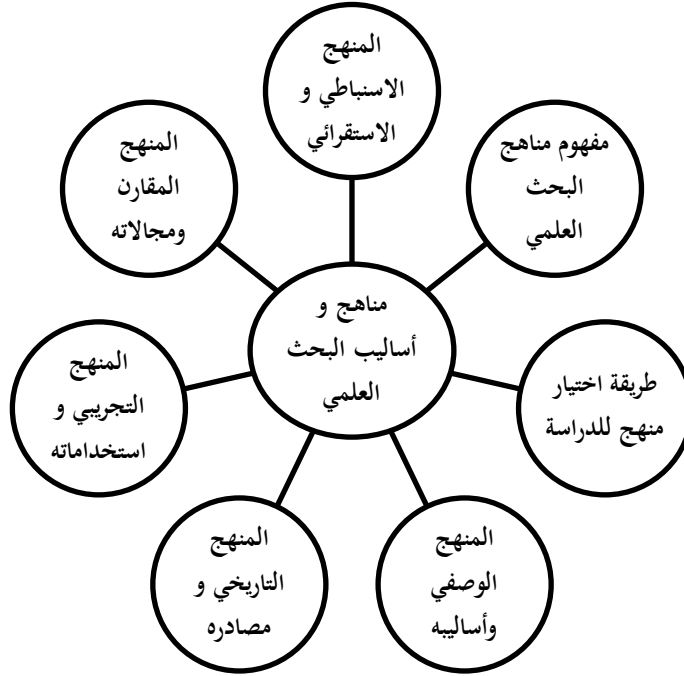 المنهج
الاسنباطي و
الاستقرائي
مفهوم مناهج
البحث
العلمي
المنهج
المقارن
ومجالاته
مناهج و
أساليب البحث
العلمي
طريقة اختيار
منهج للدراسة
المنهج
التجريبي و
استخداماته
المنهج
الوصفي
وأساليبه
المنهج
التاريخي و
مصادره